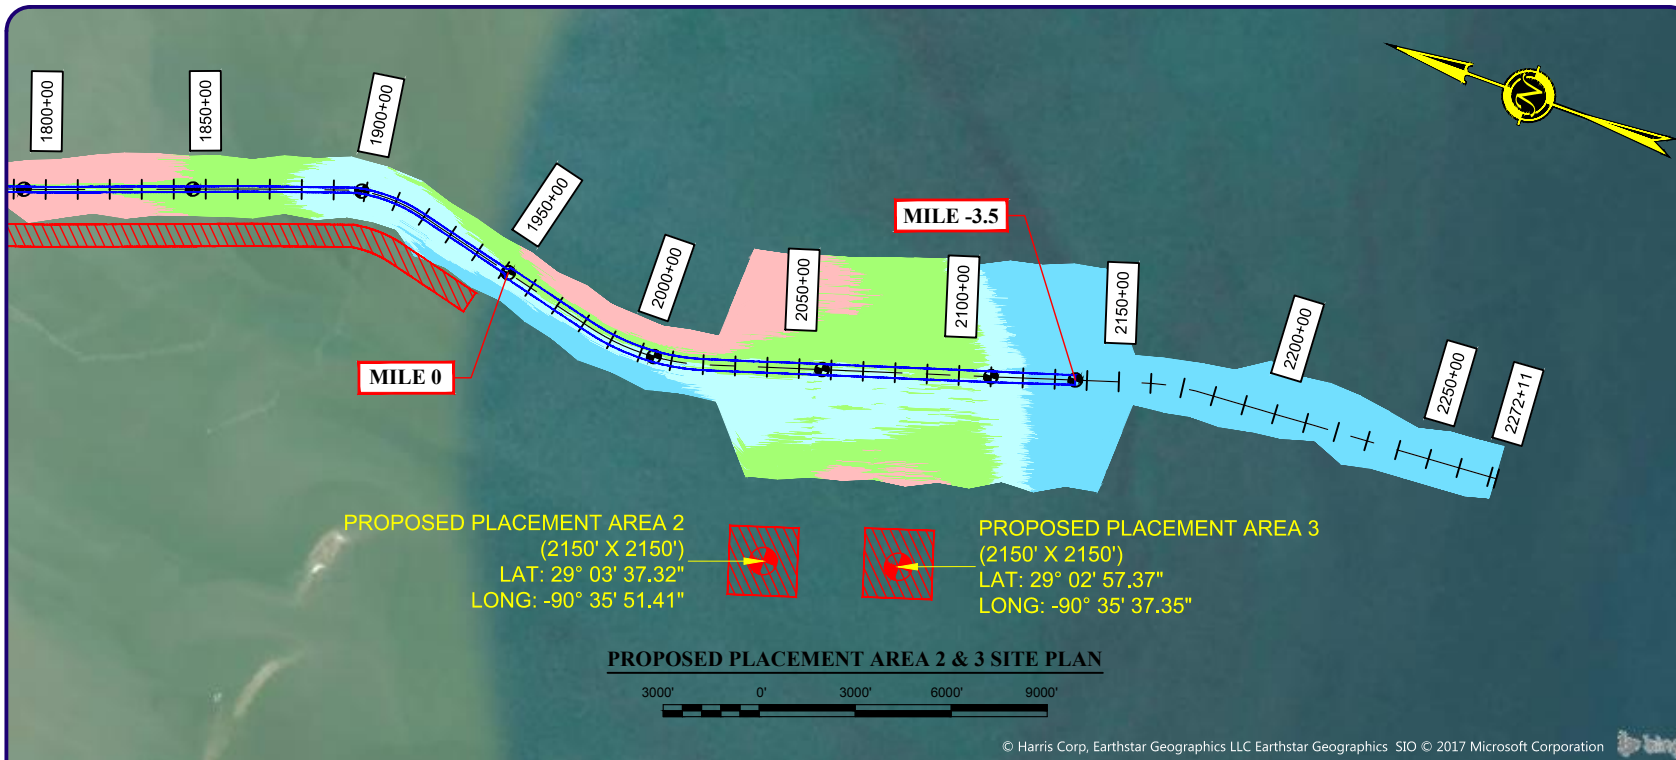 1800+00
1850+00
1900+00
1950+00
2000+00
2050+00
2100+00
2150+00
2200+00
2250+00
2272+11
N
MILE -3.5
MILE 0
PROPOSED PLACEMENT AREA 2
(2150' X 2150')
LAT: 29° 03' 37.32"
LONG: -90° 35' 51.41"
PROPOSED PLACEMENT AREA 3
(2150' X 2150')
LAT: 29° 02' 57.37"
LONG: -90° 35' 37.35"
PROPOSED PLACEMENT AREA 2 & 3 SITE PLAN
3000' 0' 3000' 6000' 9000'
© Harris Corp, Earthstar Geographics LLC Earthstar Geographics SIO © 2017 Microsoft Corporation
bing